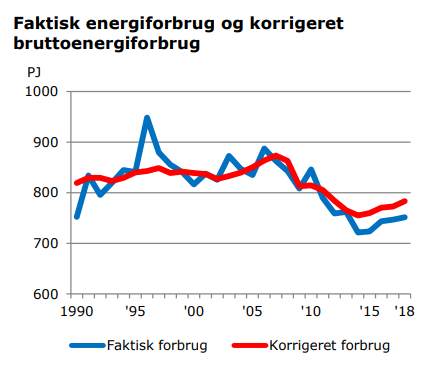 Faktisk energiforbrug og korrigeret
bruttoenergiforbrug
PJ
1000
900
800
700
600
1990 '95 '00 '05 '10 '15 '18
Faktisk forbrug Korrigeret forbrug